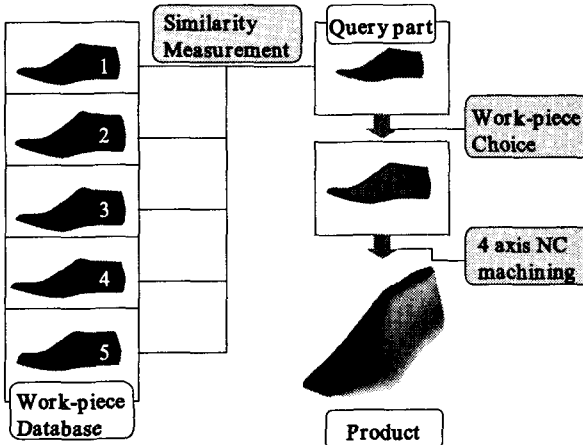 Similarity
Measurement
Query part
1
2
3
4
5
Work-piece
Choice
4 axis NC
machining
Work-piece
Database
Product